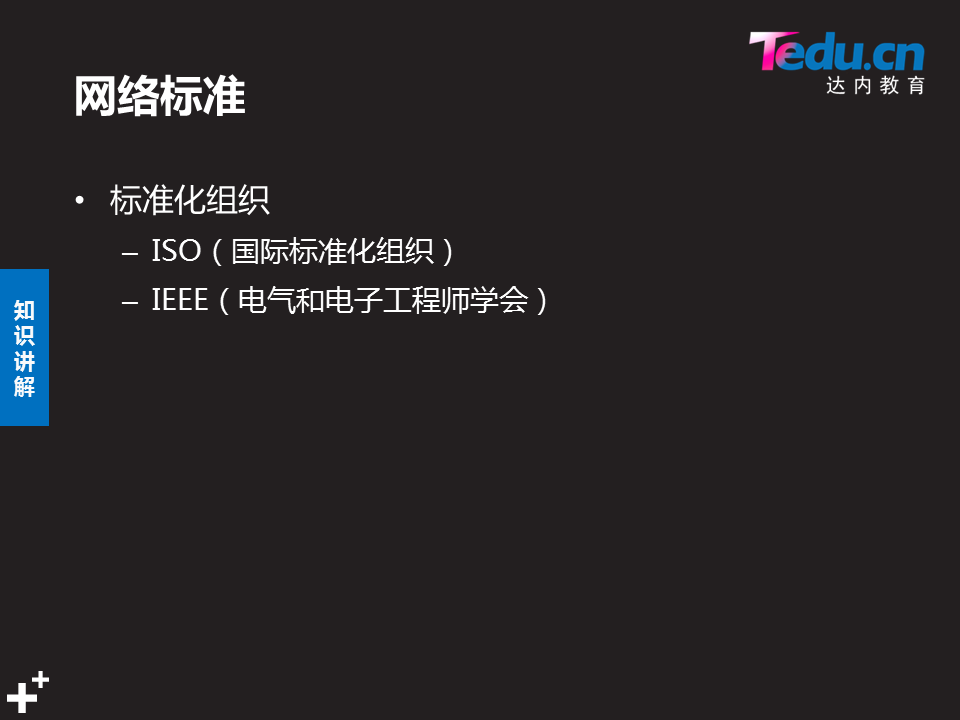 Tedu.cn
达内教育
网络标准
• 标准化组织
– ISO（国际标准化组织）
– IEEE（电气和电子工程师学会）
知识讲解